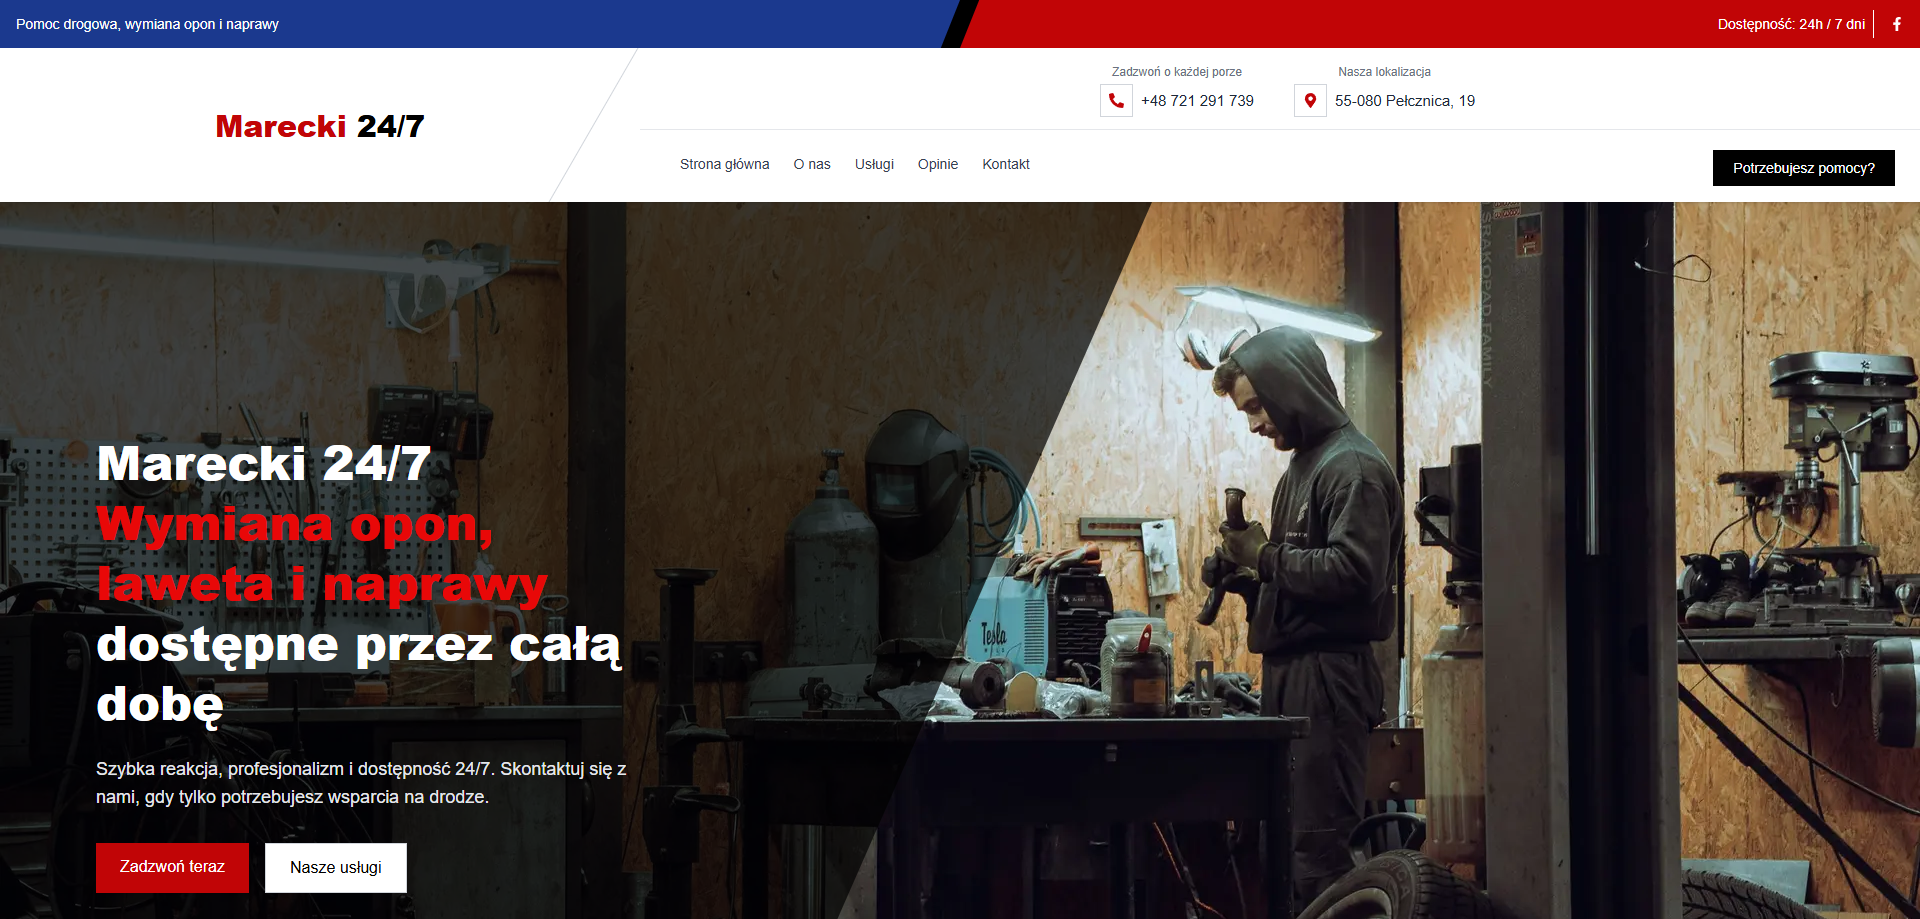 Pomoc drogowa, wymiana opon i naprawy
Dostępność: 24h / 7 dni
Marecki 24/7
Zadzwoń o każdej porze
+48 721 291 739
Nasza lokalizacja
55-080 Pełcznica, 19
Strona główna
O nas
Usługi
Opinie
Kontakt
Potrzebujesz pomocy?
SRAKOPAD FAMILY
Tesla
Marecki 24/7
Wymiana opon,
laweta i naprawy
dostępne przez całą
dobę
Szybka reakcja, profesjonalizm i dostępność 24/7. Skontaktuj się z
nami, gdy tylko potrzebujesz wsparcia na drodze.
Zadzwoń teraz
Nasze usługi